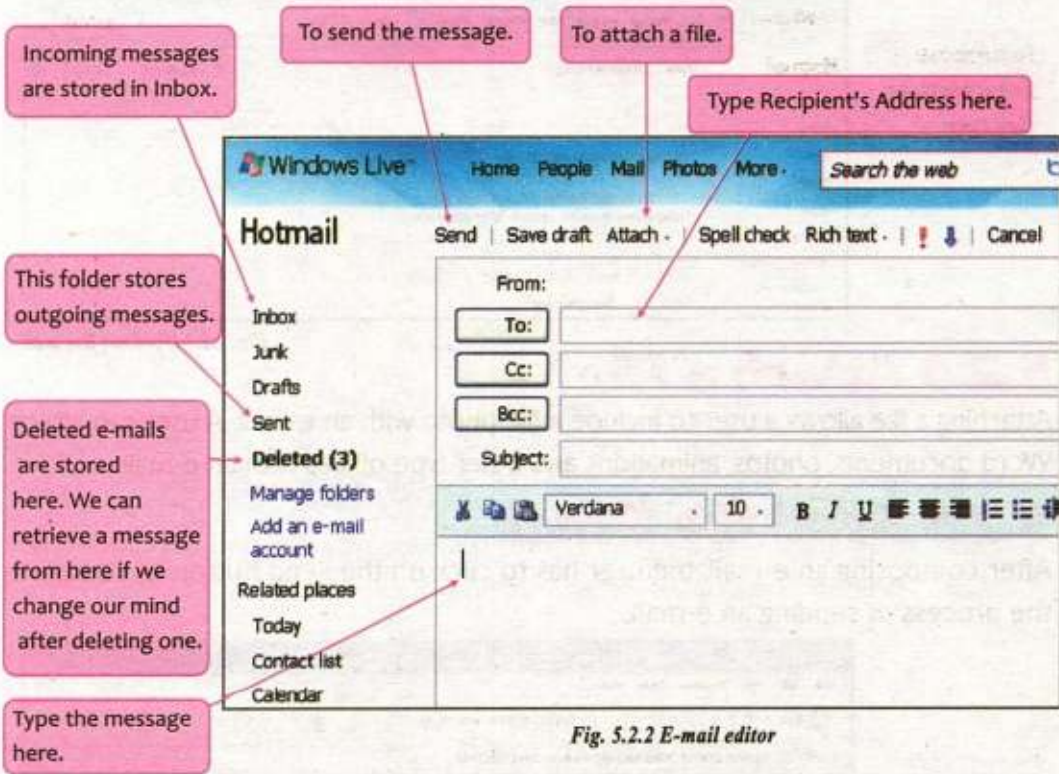 Incoming messages
are stored in Inbox.
To send the message.
To attach a file.
Type Recipient's Address here.
Windows Live
Home People Mail Photos More
Search the web
Hotmail
Send | Save draft Attach | Spell check Rich text | ! | Cancel
This folder stores
outgoing messages.
Deleted e-mails
are stored
here. We can
retrieve a message
from here if we
change our mind
after deleting one.
Type the message
here.
Inbox
Junk
Drafts
Sent
Deleted (3)
Manage folders
Add an e-mail
account
Related places
Today
Contact list
Calendar
From:
To:
Cc:
Bcc:
Subject:
Verdana 10 B I U
Fig. 5.2.2 E-mail editor